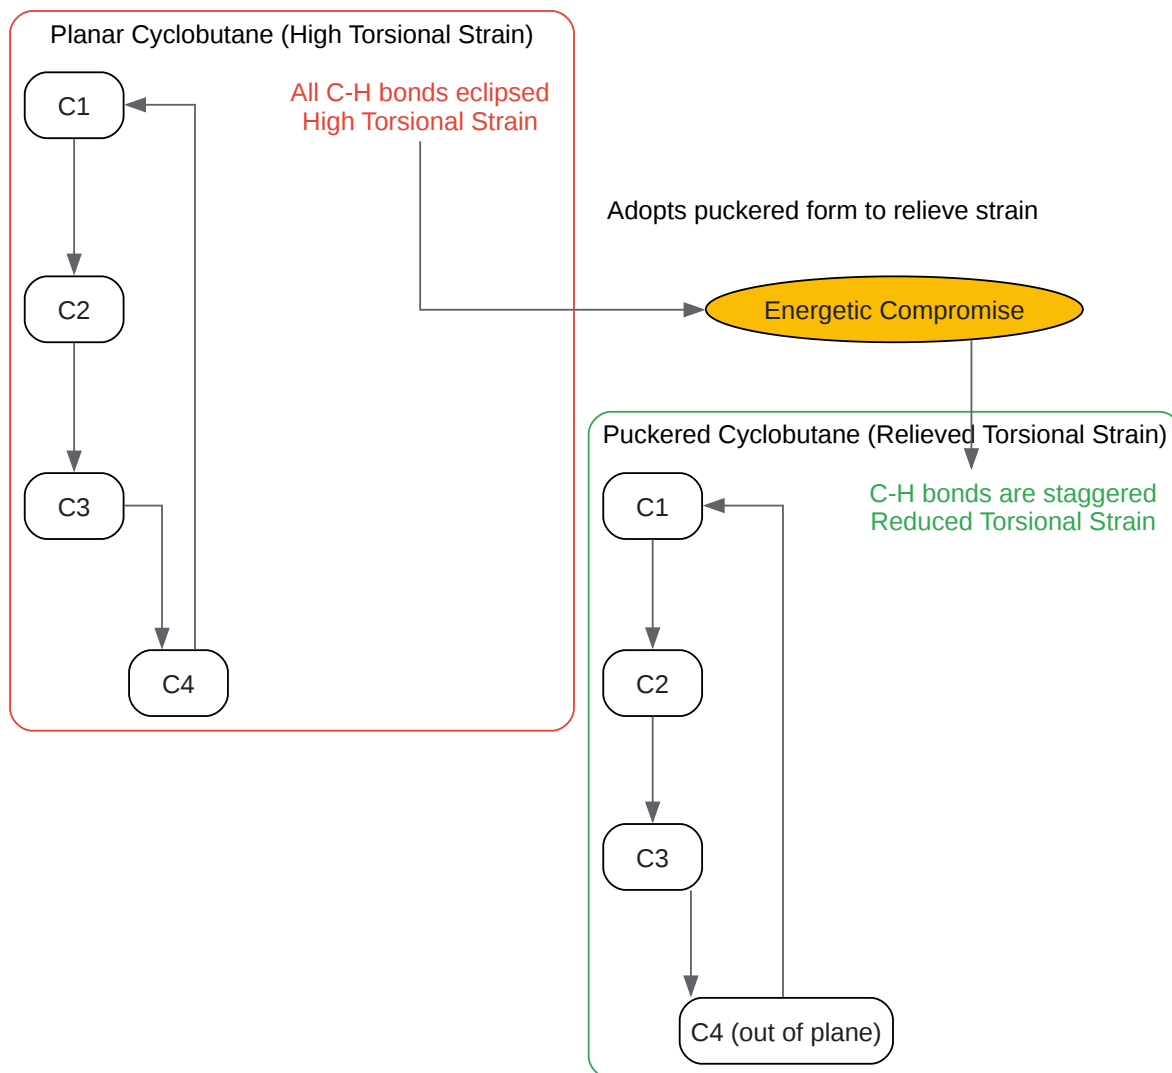 Planar Cyclobutane (High Torsional Strain)
C1
All C-H bonds eclipsed
High Torsional Strain
C2
C3
C4
Adopts puckered form to relieve strain
Energetic Compromise
Puckered Cyclobutane (Relieved Torsional Strain)
C1
C-H bonds are staggered
Reduced Torsional Strain
C2
C3
C4 (out of plane)